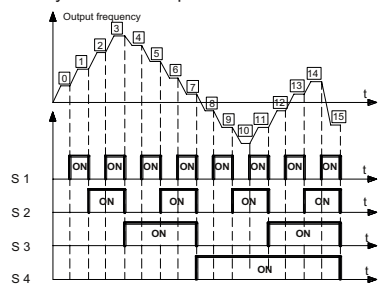 Output frequency
3
2
4
14
1
5
13
0
6
7
t
8
12
9
11
15
10
t
S 1
ON ON ON ON ON ON ON ON
t
S 2
ON ON ON ON
t
S 3
ON ON
t
S 4
ON
t